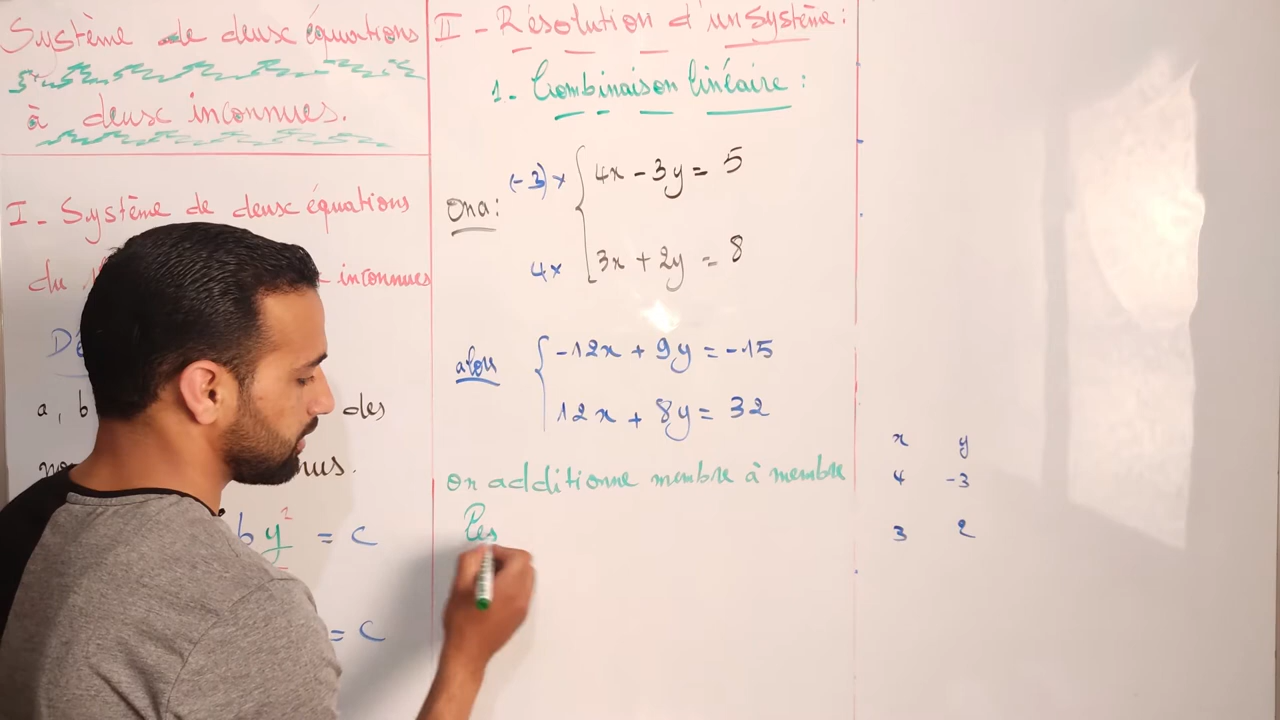 Système de deux équations
à deux inconnues.
I - Système de deux équations
du
inconnues
a, b
des
by² = c
= c
II - Résolution d'un système :
1 - Combinaison linéaire :
On a :
(-3) × { 4x - 3y = 5
4 × 3x + 2y = 8
alors { -12x + 9y = -15
12x + 8y = 32
on additionne membre à membre
les
x y
4 -3
3 2